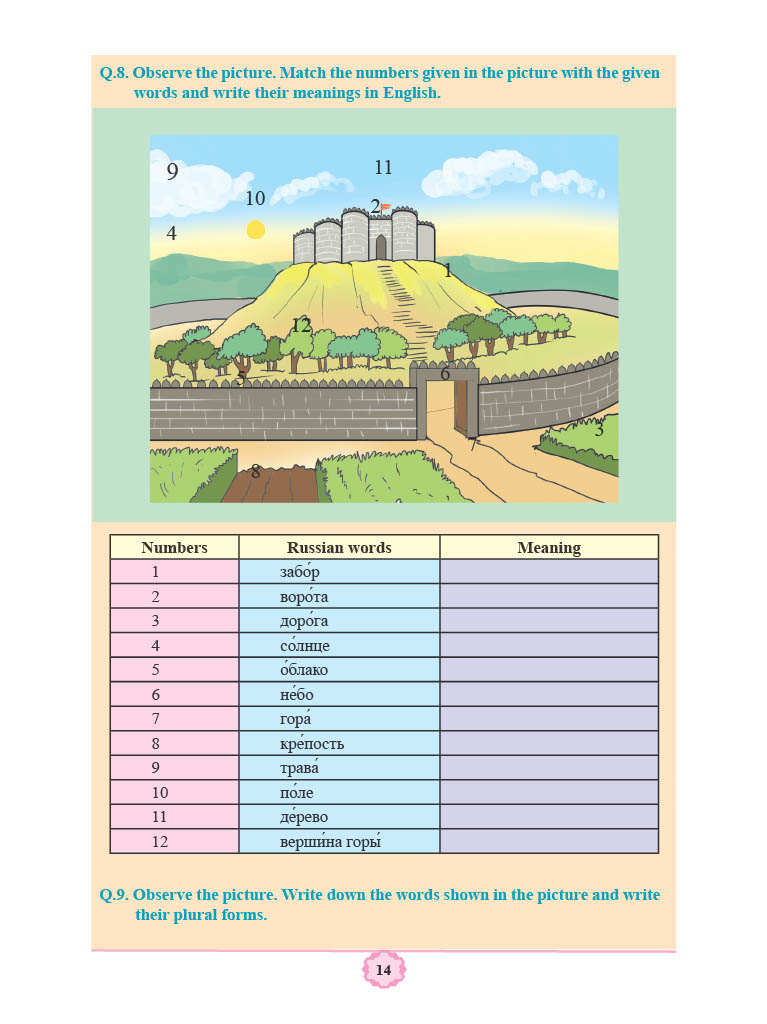 Q.8. Observe the picture. Match the numbers given in the picture with the given
words and write their meanings in English.
9
11
10
2
4
1
12
5
6
3
7
8
Numbers Russian words Meaning
1 забо́р
2 воро́та
3 доро́га
4 со́лнце
5 о́блако
6 не́бо
7 гора́
8 кре́пость
9 трава́
10 по́ле
11 де́рево
12 верши́на горы́
Q.9. Observe the picture. Write down the words shown in the picture and write
their plural forms.
14